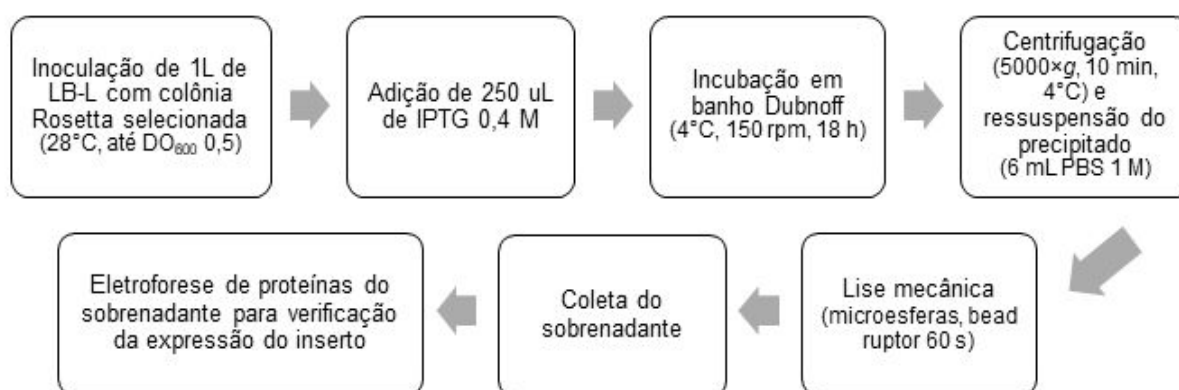 Inoculação de 1L de
LB-L com colônia
Rosetta selecionada
(28°C, até DO₆₀₀ 0,5)
Adição de 250 uL
de IPTG 0,4 M
Incubação em
banho Dubnoff
(4°C, 150 rpm, 18 h)
Centrifugação
(5000×g, 10 min,
4°C) e
ressuspensão do
precipitado
(6 mL PBS 1 M)
Lise mecânica
(microesferas, bead
ruptor 60 s)
Coleta do
sobrenadante
Eletroforese de proteínas do
sobrenadante para verificação
da expressão do inserto